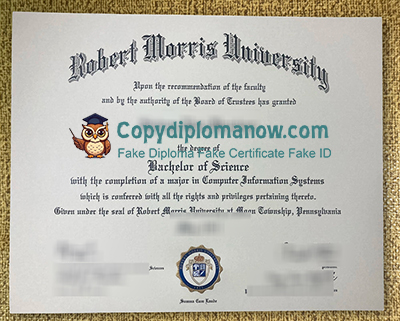 Robert Morris University
Upon the recommendation of the faculty
and by the authority of the Board of Trustees has granted
Copydiplomanow.com
Fake Diploma Fake Certificate Fake ID
the degree of
Bachelor of Science
with the completion of a major in Computer Information Systems
which is conferred with all the rights and privileges pertaining thereto.
Given under the seal of Robert Morris University at Moon Township, Pennsylvania